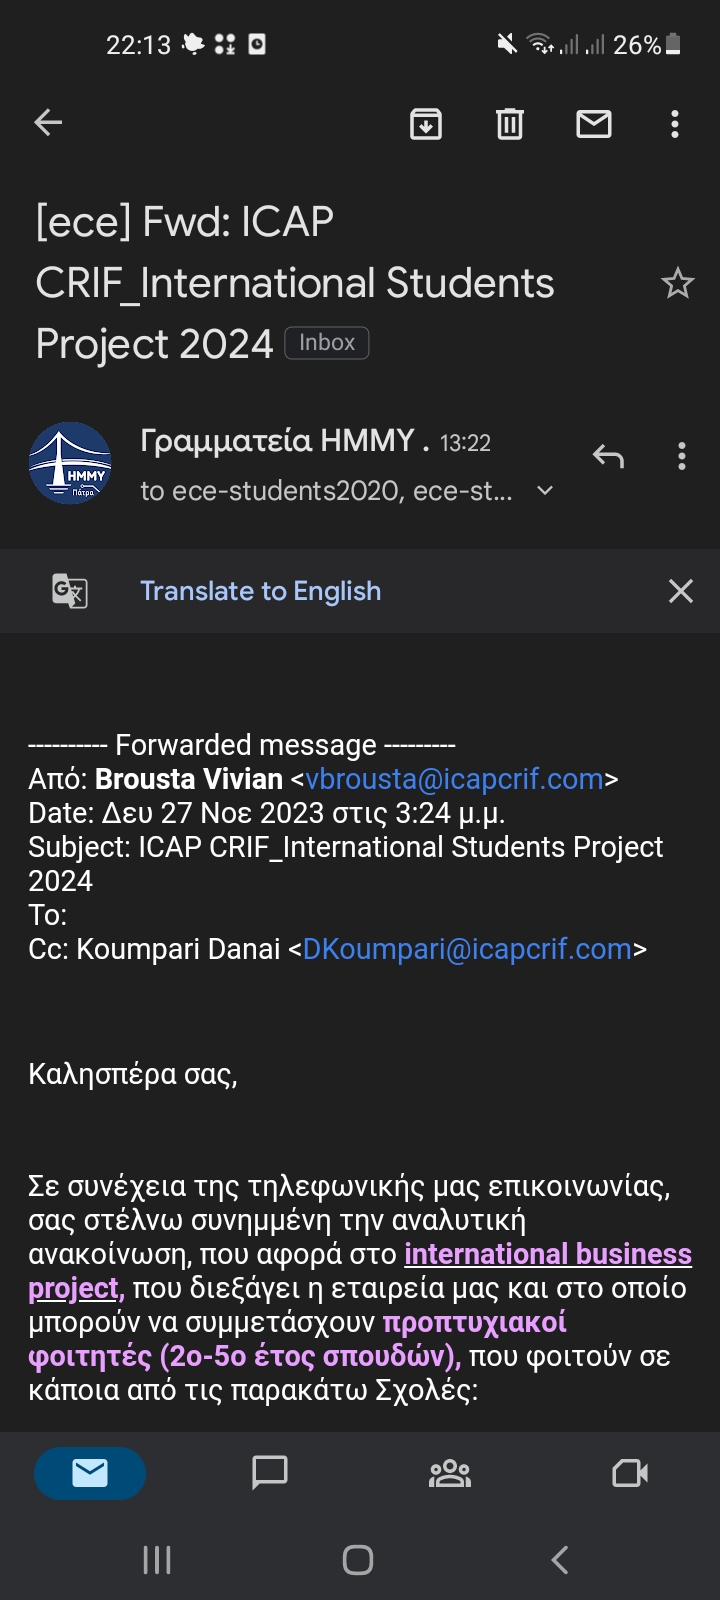 22:13
26%
[ece] Fwd: ICAP
CRIF_International Students
Project 2024 Inbox
Γραμματεία ΗΜΜΥ . 13:22
HMMY
Πάτρα
to ece-students2020, ece-st...
Translate to English
---------- Forwarded message ---------
Από: Brousta Vivian <vbrousta@icapcrif.com>
Date: Δευ 27 Νοε 2023 στις 3:24 μ.μ.
Subject: ICAP CRIF_International Students Project
2024
To:
Cc: Koumpari Danai <DKoumpari@icapcrif.com>
Καλησπέρα σας,
Σε συνέχεια της τηλεφωνικής μας επικοινωνίας,
σας στέλνω συνημμένη την αναλυτική
ανακοίνωση, που αφορά στο international business
project, που διεξάγει η εταιρεία μας και στο οποίο
μπορούν να συμμετάσχουν προπτυχιακοί
φοιτητές (2ο-5ο έτος σπουδών), που φοιτούν σε
κάποια από τις παρακάτω Σχολές: